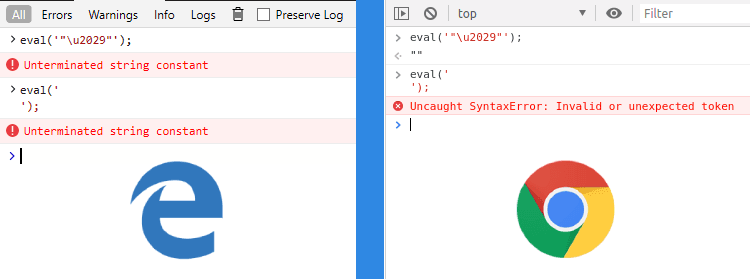 All Errors Warnings Info Logs Preserve Log
> eval('"\u2029"');
Unterminated string constant
> eval('
');
Unterminated string constant
>
top Filter
> eval('"\u2029"');
""
> eval('
');
Uncaught SyntaxError: Invalid or unexpected token
>